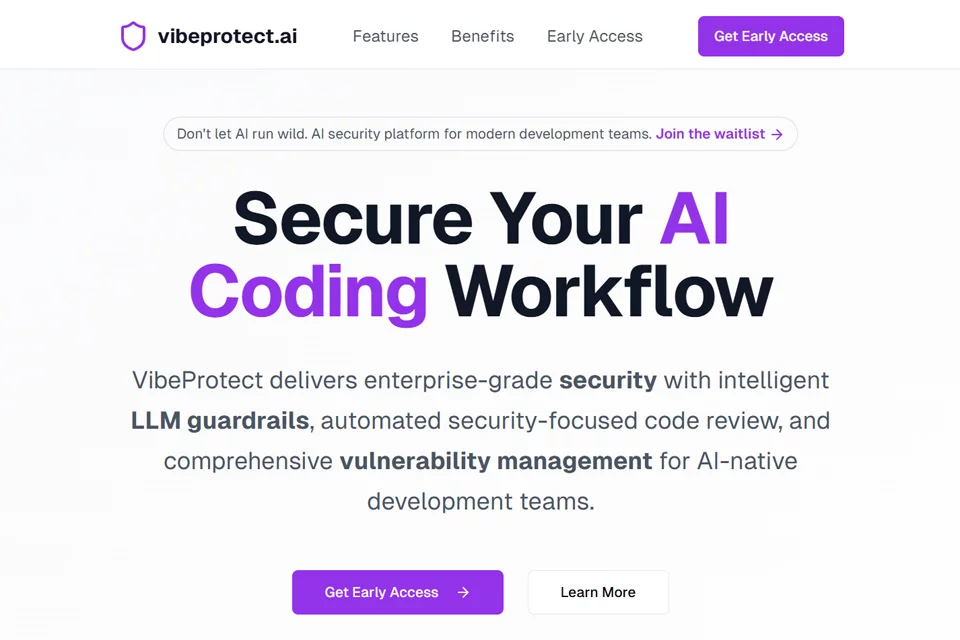 vibeprotect.ai
Features
Benefits
Early Access
Get Early Access
Don't let AI run wild. AI security platform for modern development teams. Join the waitlist →
Secure Your AI
Coding Workflow
VibeProtect delivers enterprise-grade security with intelligent
LLM guardrails, automated security-focused code review, and
comprehensive vulnerability management for AI-native
development teams.
Get Early Access →
Learn More